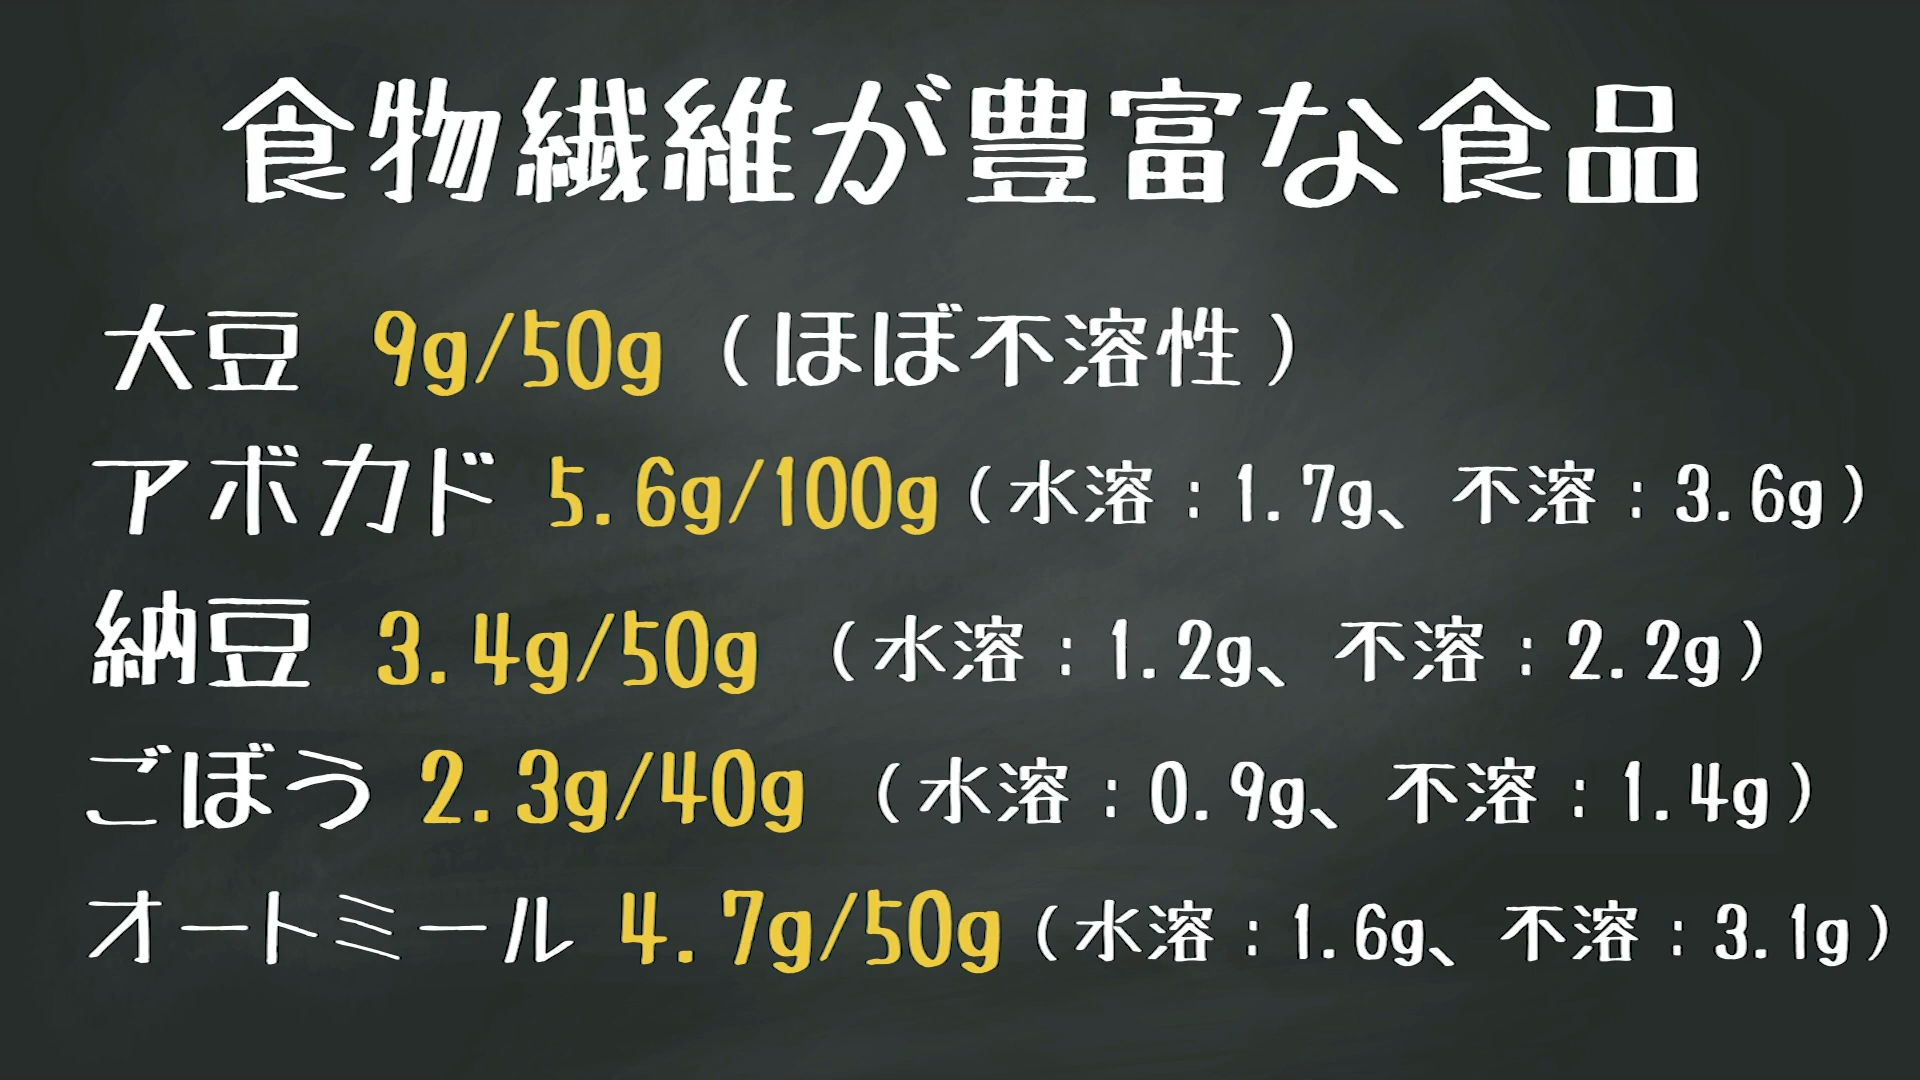 食物繊維が豊富な食品
大豆 9g/50g（ほぼ不溶性）
アボカド 5.6g/100g（水溶：1.7g、不溶：3.6g）
納豆 3.4g/50g （水溶：1.2g、不溶：2.2g）
ごぼう 2.3g/40g （水溶：0.9g、不溶：1.4g）
オートミール 4.7g/50g（水溶：1.6g、不溶：3.1g）